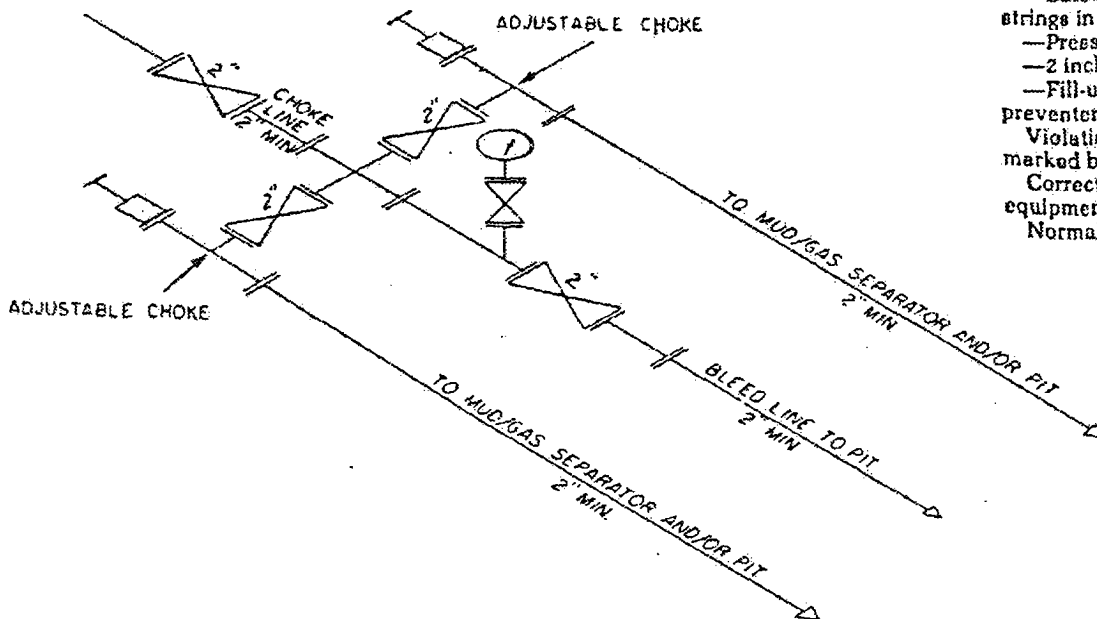 ADJUSTABLE CHOKE
strings in
—Press
—2 incl
—Fill-u
preventer
Violati
marked b
Correct
equipmen
Norma
2"
CHOKE
LINE
2" MIN.
2"
2"
2"
ADJUSTABLE CHOKE
TO MUD/GAS SEPARATOR AND/OR PIT
2" MIN.
BLEED LINE TO PIT
2" MIN
TO MUD/GAS SEPARATOR AND/OR PIT
2" MIN.